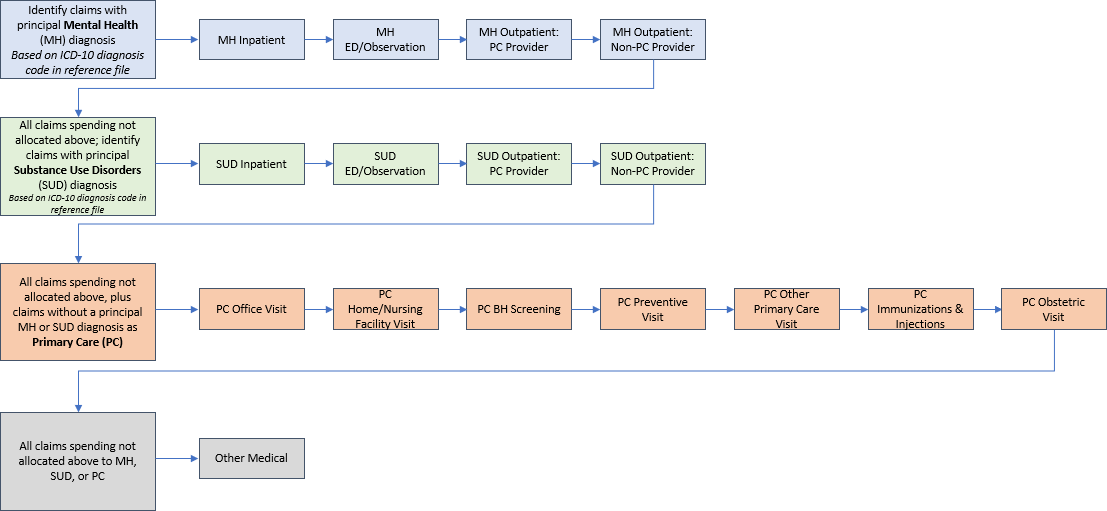 Identify claims with
principal Mental Health
(MH) diagnosis
Based on ICD-10 diagnosis
code in reference file
MH Inpatient
MH
ED/Observation
MH Outpatient:
PC Provider
MH Outpatient:
Non-PC Provider
All claims spending not
allocated above; identify
claims with principal
Substance Use Disorders
(SUD) diagnosis
Based on ICD-10 diagnosis code in
reference file
SUD Inpatient
SUD
ED/Observation
SUD Outpatient:
PC Provider
SUD Outpatient:
Non-PC Provider
All claims spending not
allocated above, plus
claims without a principal
MH or SUD diagnosis as
Primary Care (PC)
PC Office Visit
PC
Home/Nursing
Facility Visit
PC BH Screening
PC Preventive
Visit
PC Other
Primary Care
Visit
PC
Immunizations &
Injections
PC Obstetric
Visit
All claims spending not
allocated above to MH,
SUD, or PC
Other Medical